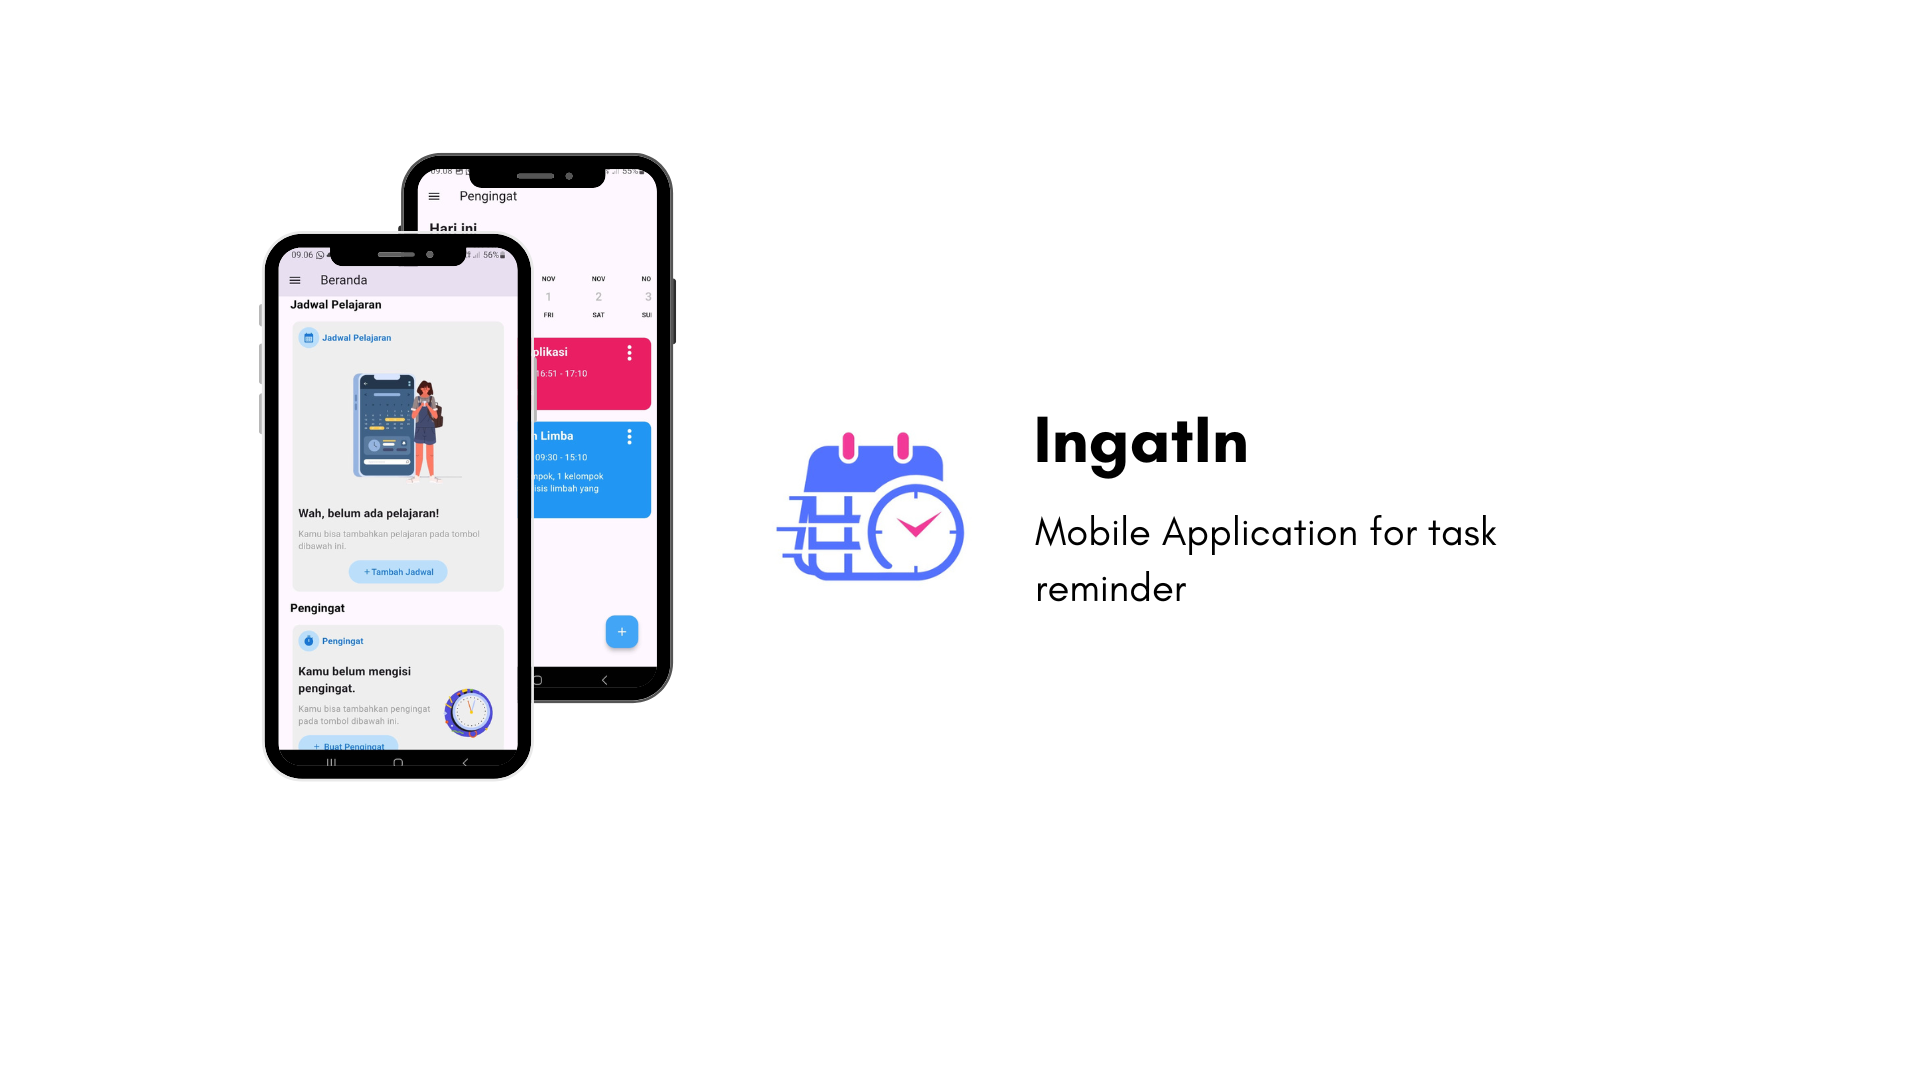 09.08
55%
Pengingat
Hari ini
NOV
NOV
NO
1
2
3
FRI
SAT
SU
plikasi
16:51 - 17:10
Limba
09:30 - 15:10
mpok, 1 kelompok
isis limbah yang
+
09.06
56%
Beranda
Jadwal Pelajaran
Jadwal Pelajaran
Wah, belum ada pelajaran!
Kamu bisa tambahkan pelajaran pada tombol
dibawah ini.
+ Tambah Jadwal
Pengingat
Pengingat
Kamu belum mengisi
pengingat.
Kamu bisa tambahkan pengingat
pada tombol dibawah ini.
+ Buat Pengingat
IngatIn
Mobile Application for task
reminder